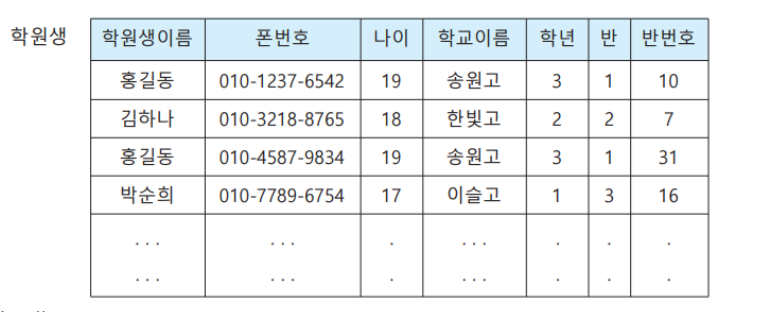 학원생
학원생이름 폰번호 나이 학교이름 학년 반 반번호
홍길동 010-1237-6542 19 송원고 3 1 10
김하나 010-3218-8765 18 한빛고 2 2 7
홍길동 010-4587-9834 19 송원고 3 1 31
박순희 010-7789-6754 17 이슬고 1 3 16
... ... . ... . . .
... ... . ... . . .